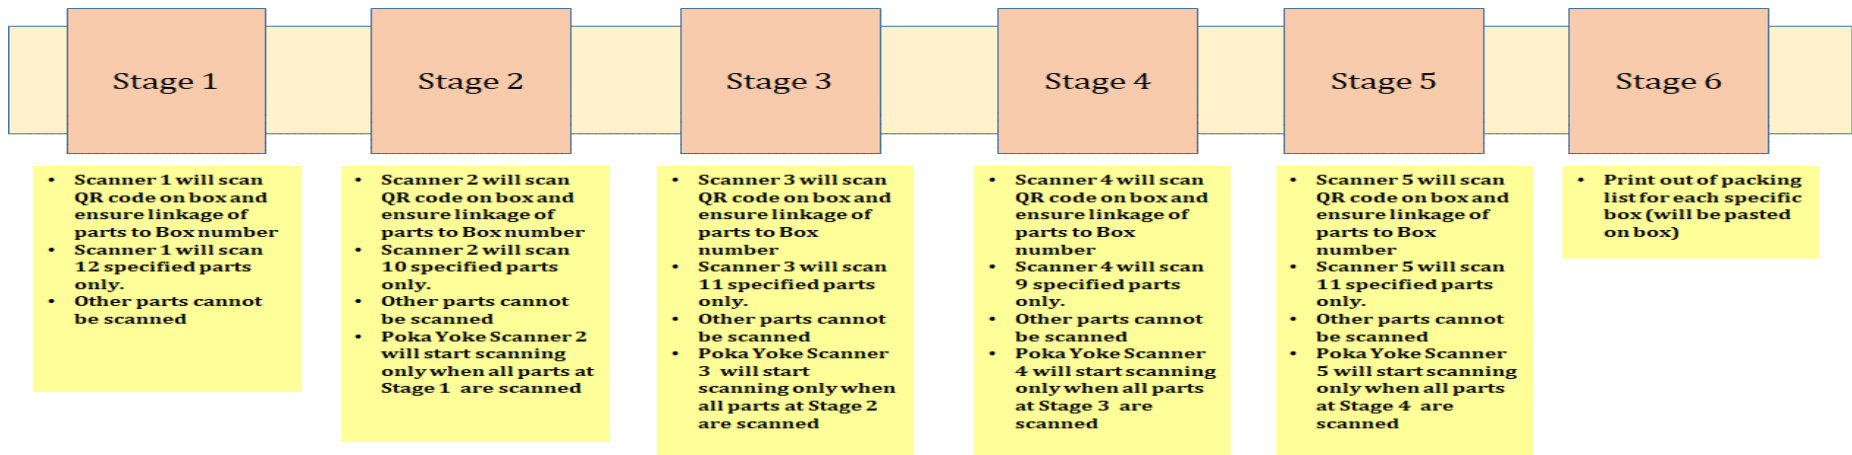 Stage 1
Stage 2
Stage 3
Stage 4
Stage 5
Stage 6
• Scanner 1 will scan
QR code on box and
ensure linkage of
parts to Box number
• Scanner 1 will scan
12 specified parts
only.
• Other parts cannot
be scanned
• Scanner 2 will scan
QR code on box and
ensure linkage of
parts to Box number
• Scanner 2 will scan
10 specified parts
only.
• Other parts cannot
be scanned
• Poka Yoke Scanner 2
will start scanning
only when all parts at
Stage 1 are scanned
• Scanner 3 will scan
QR code on box and
ensure linkage of
parts to Box
number
• Scanner 3 will scan
11 specified parts
only.
• Other parts cannot
be scanned
• Poka Yoke Scanner
3 will start
scanning only when
all parts at Stage 2
are scanned
• Scanner 4 will scan
QR code on box and
ensure linkage of
parts to Box
number
• Scanner 4 will scan
9 specified parts
only.
• Other parts cannot
be scanned
• Poka Yoke Scanner
4 will start scanning
only when all parts
at Stage 3 are
scanned
• Scanner 5 will scan
QR code on box and
ensure linkage of
parts to Box
number
• Scanner 5 will scan
11 specified parts
only.
• Other parts cannot
be scanned
• Poka Yoke Scanner
5 will start scanning
only when all parts
at Stage 4 are
scanned
• Print out of packing
list for each specific
box (will be pasted
on box)